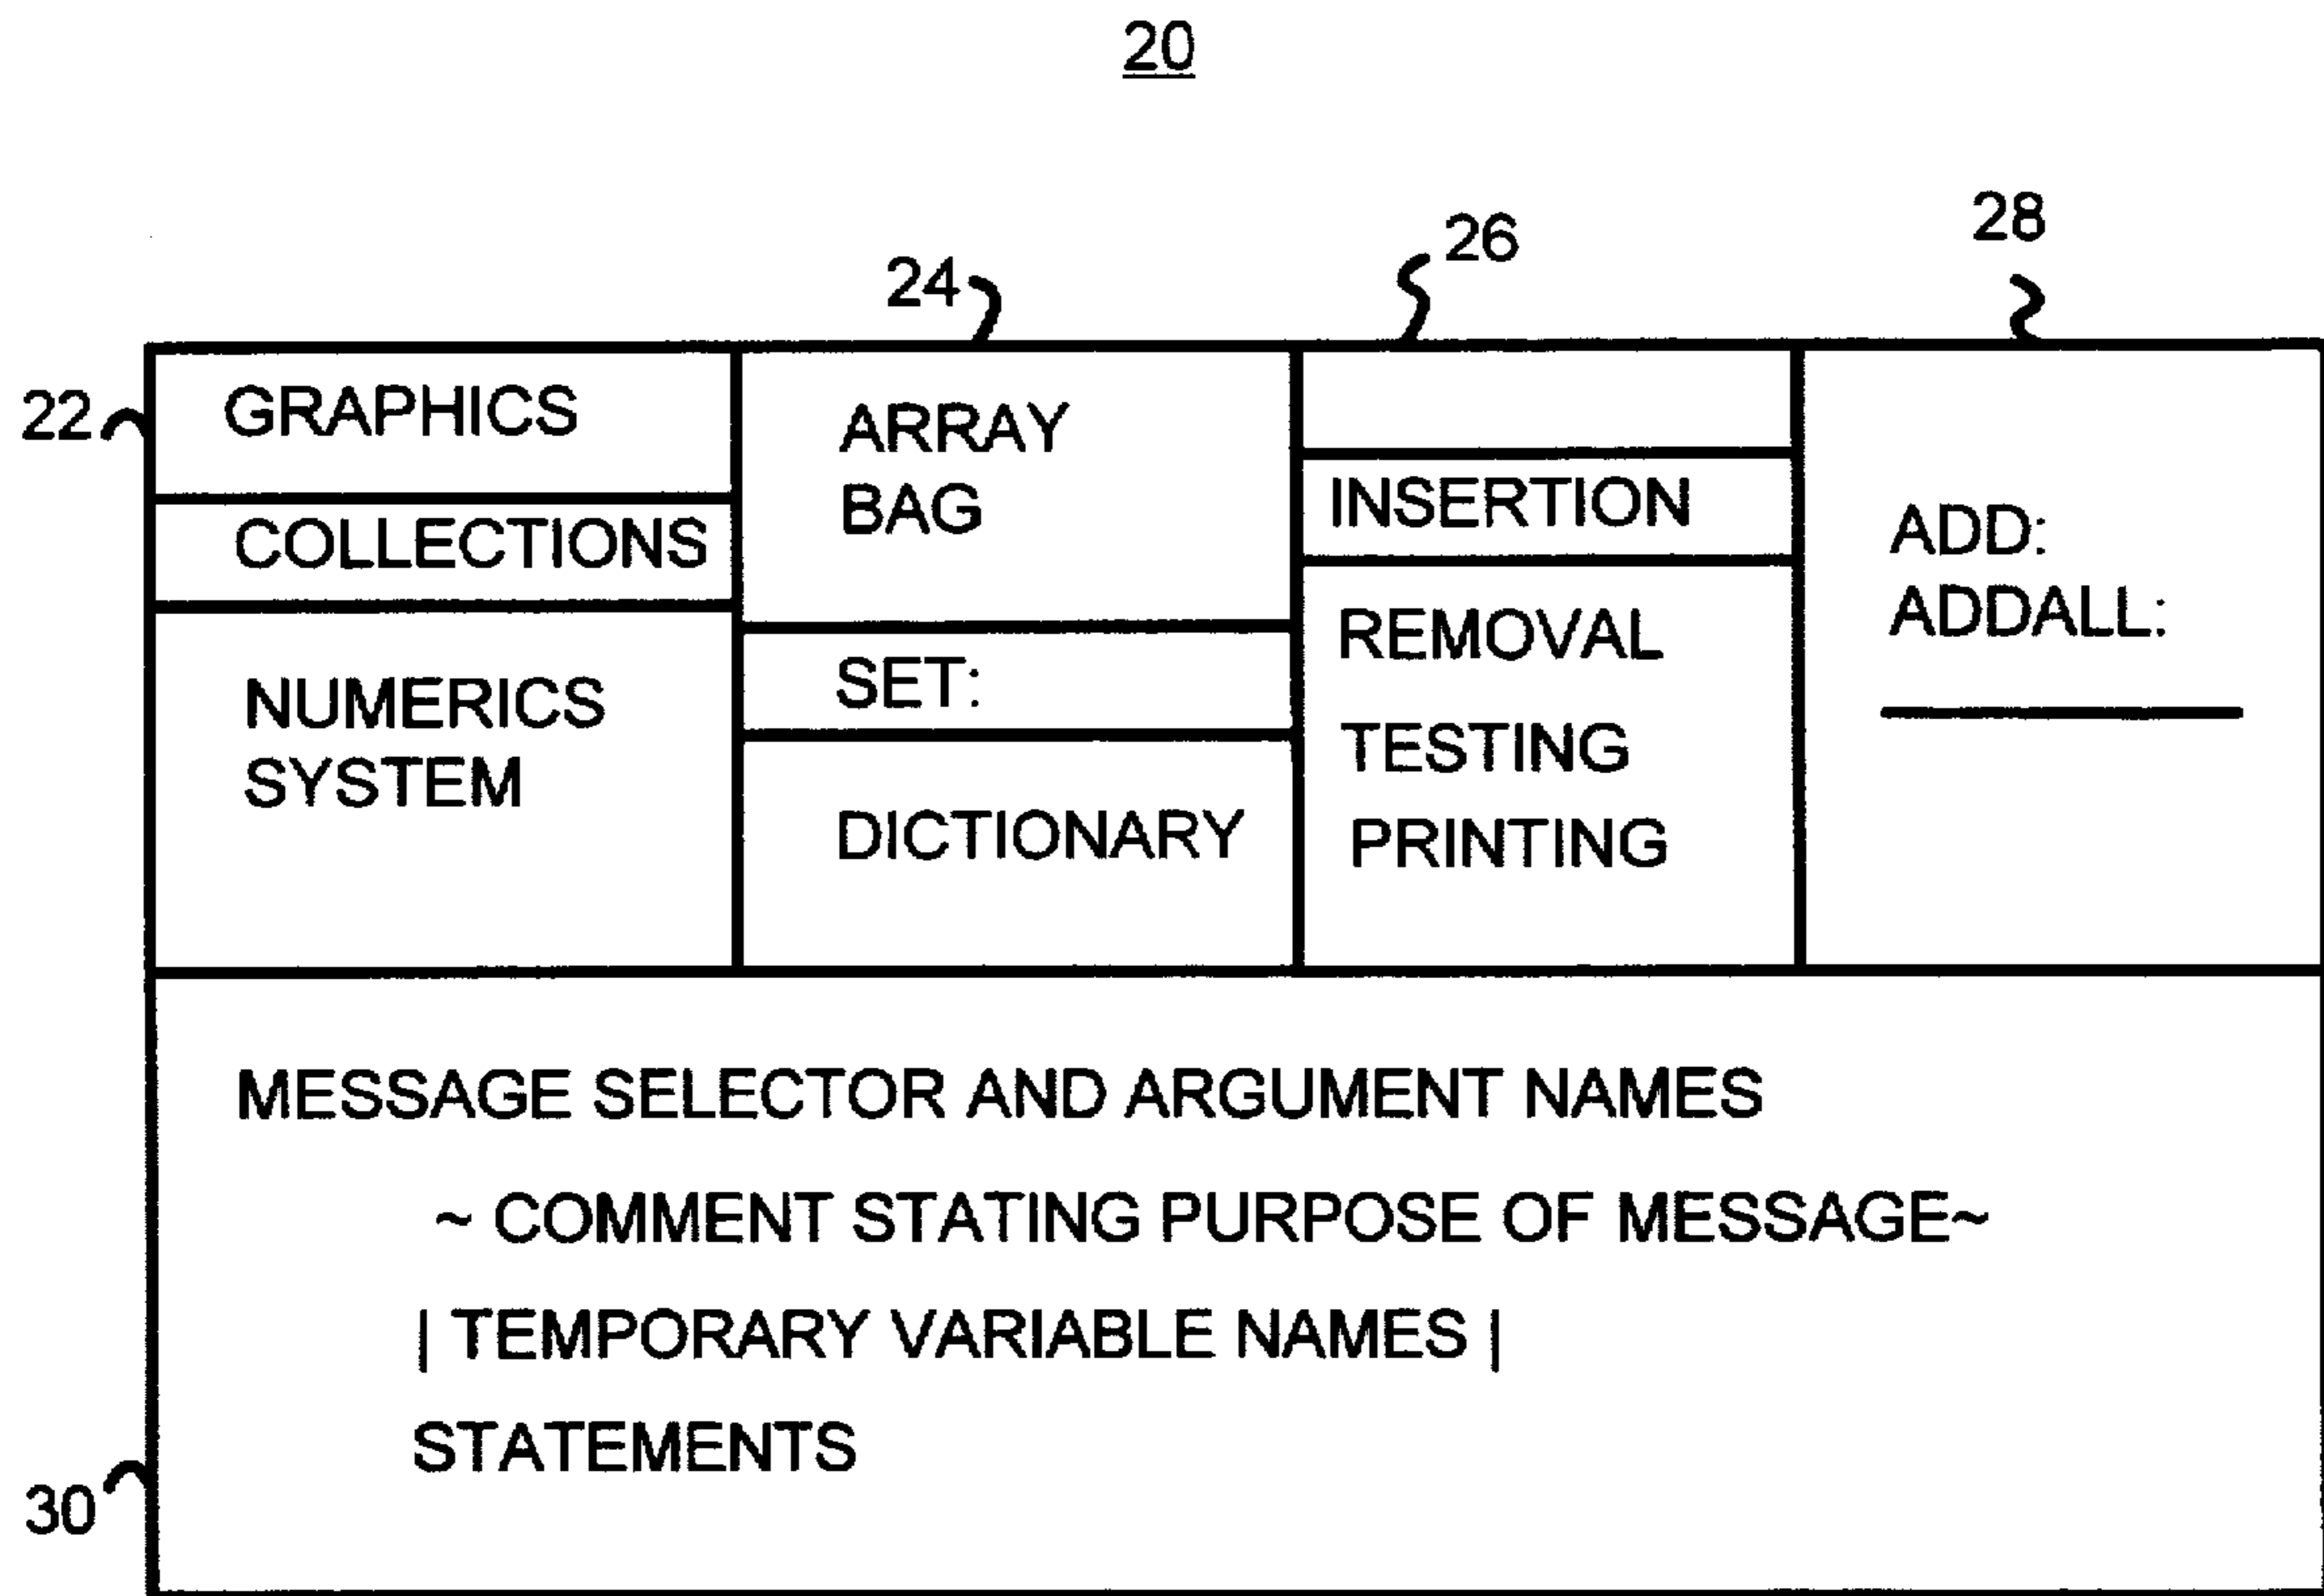 20
24
26
28
22
GRAPHICS
COLLECTIONS
NUMERICS
SYSTEM
ARRAY
BAG
SET:
DICTIONARY
INSERTION
REMOVAL
TESTING
PRINTING
ADD:
ADDALL:
MESSAGE SELECTOR AND ARGUMENT NAMES
~ COMMENT STATING PURPOSE OF MESSAGE~
| TEMPORARY VARIABLE NAMES |
STATEMENTS
30